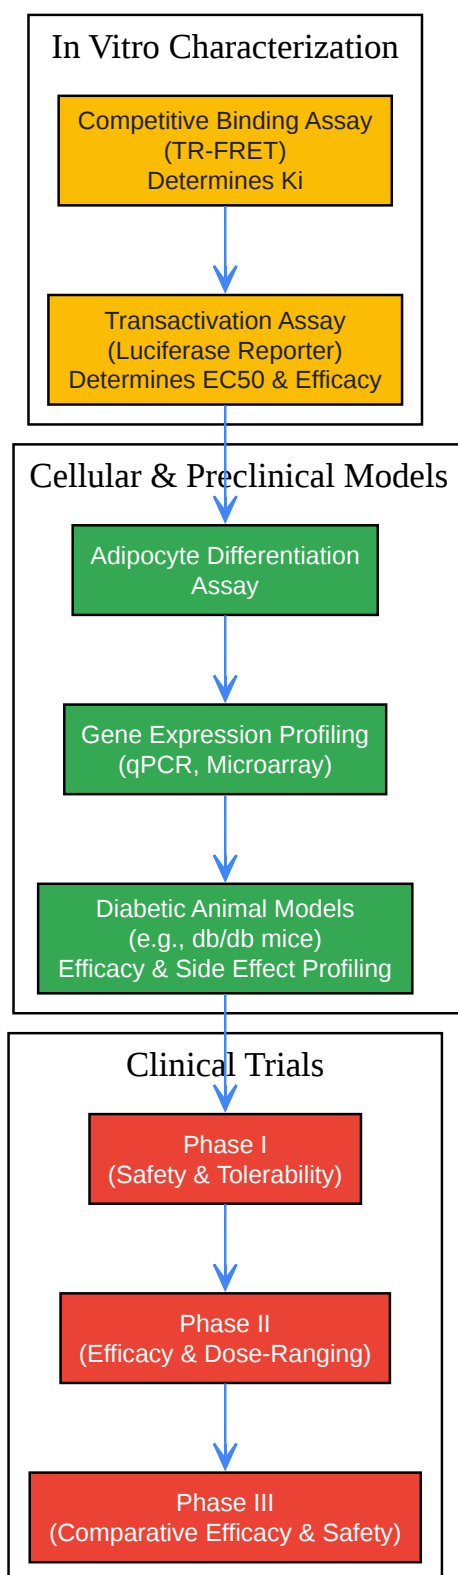 In Vitro Characterization
Competitive Binding Assay
(TR-FRET)
Determines Ki
Transactivation Assay
(Luciferase Reporter)
Determines EC50 & Efficacy
Cellular & Preclinical Models
Adipocyte Differentiation
Assay
Gene Expression Profiling
(qPCR, Microarray)
Diabetic Animal Models
(e.g., db/db mice)
Efficacy & Side Effect Profiling
Clinical Trials
Phase I
(Safety & Tolerability)
Phase II
(Efficacy & Dose-Ranging)
Phase III
(Comparative Efficacy & Safety)